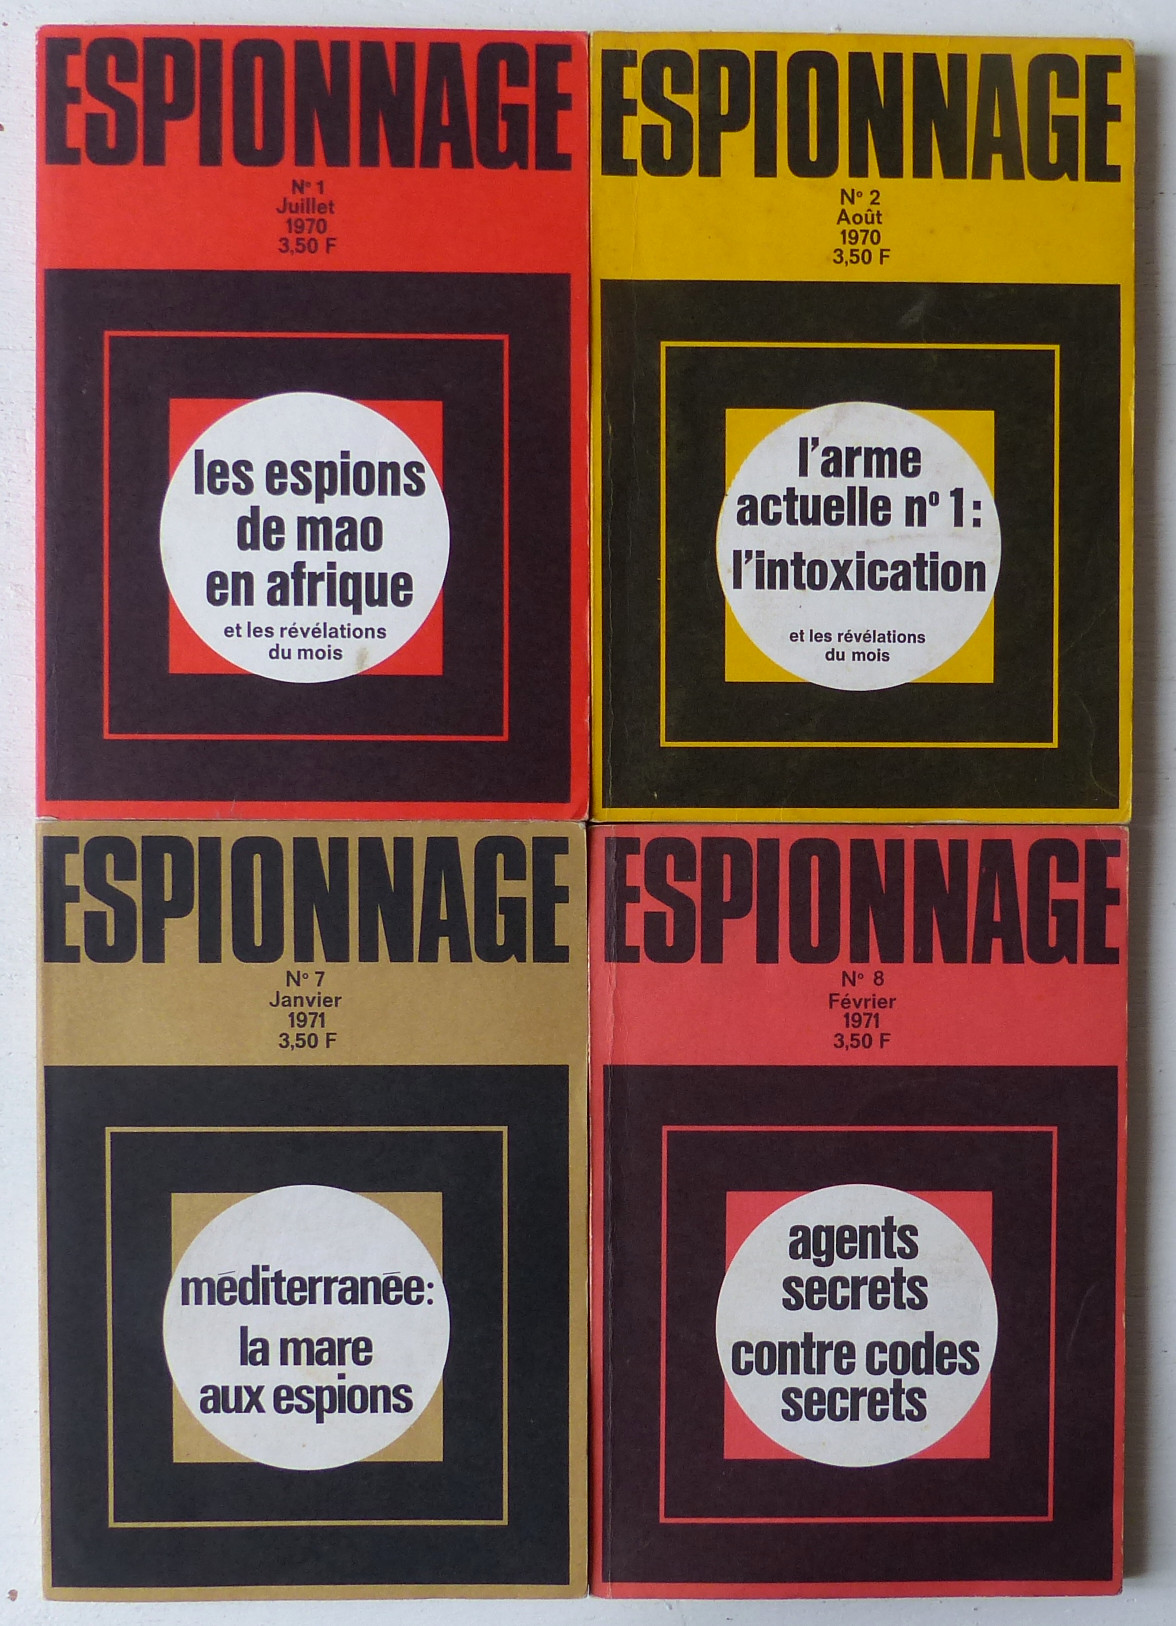 ESPIONNAGE
N° 1
Juillet
1970
3,50 F
les espions
de mao
en afrique
et les révélations
du mois
ESPIONNAGE
N° 2
Août
1970
3,50 F
l'arme
actuelle n° 1:
l'intoxication
et les révélations
du mois
ESPIONNAGE
N° 7
Janvier
1971
3,50 F
méditerranée:
la mare
aux espions
ESPIONNAGE
N° 8
Février
1971
3,50 F
agents
secrets
contre codes
secrets